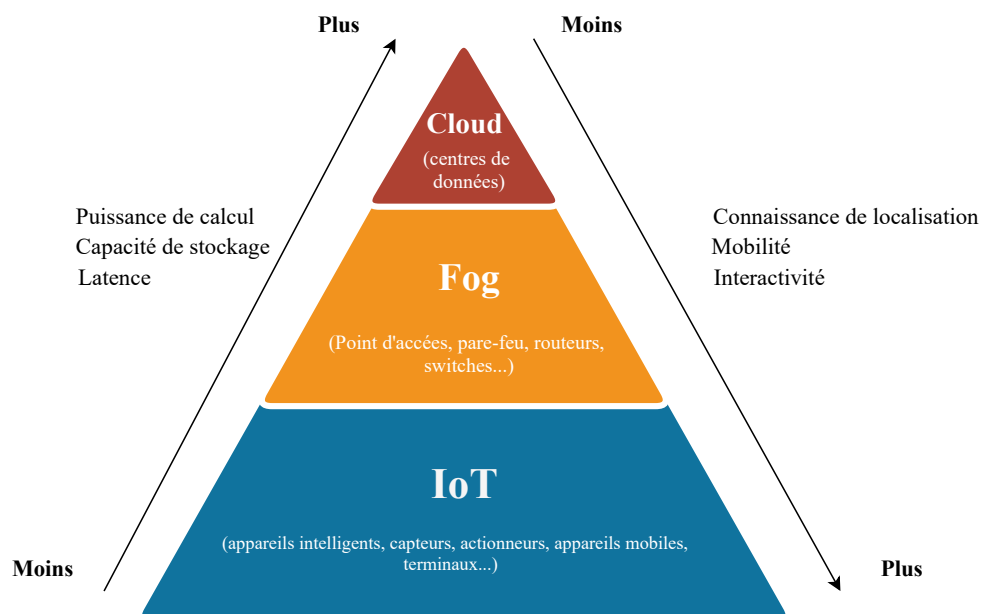 Plus
Moins
Cloud
(centres de
données)
Puissance de calcul
Capacité de stockage
Latence
Connaissance de localisation
Mobilité
Interactivité
Fog
(Point d'accées, pare-feu, routeurs,
switches...)
IoT
(appareils intelligents, capteurs, actionneurs, appareils mobiles,
terminaux...)
Moins
Plus